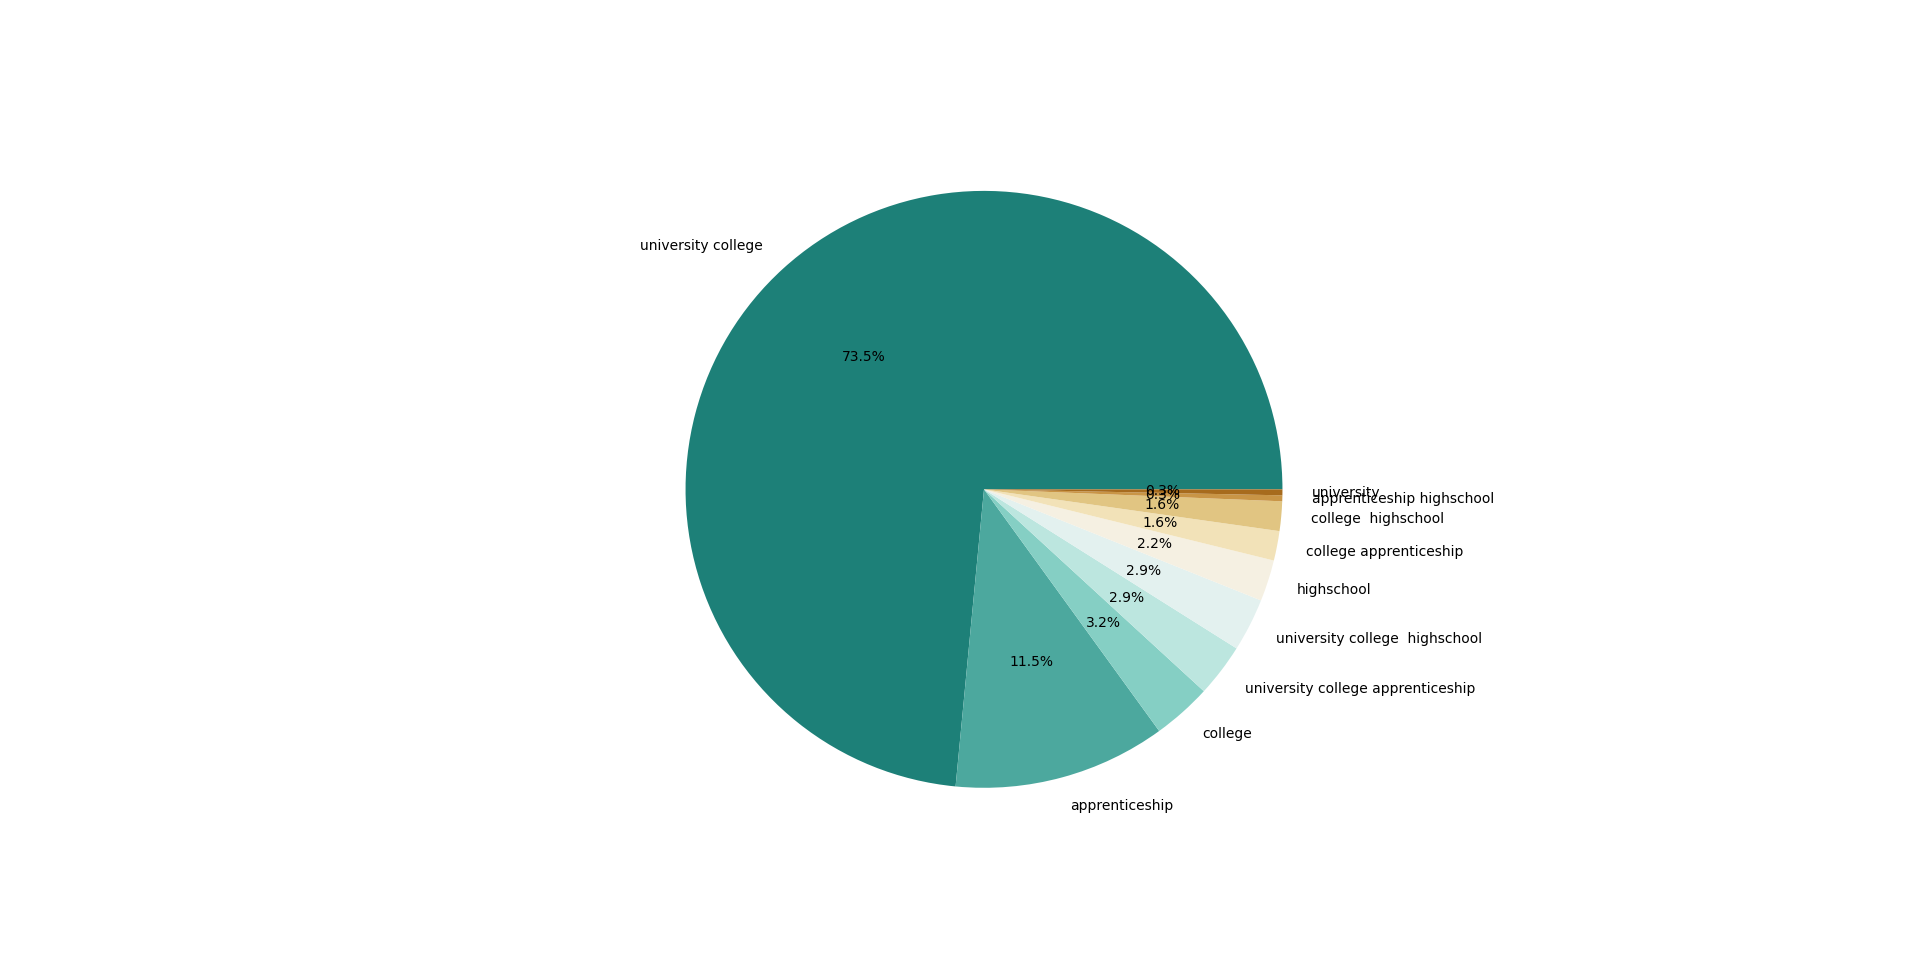 university college
73.5%
0.3%
university
0.3%
apprenticeship highschool
1.6%
college  highschool
1.6%
college apprenticeship
2.2%
highschool
2.9%
university college  highschool
2.9%
university college apprenticeship
3.2%
college
11.5%
apprenticeship